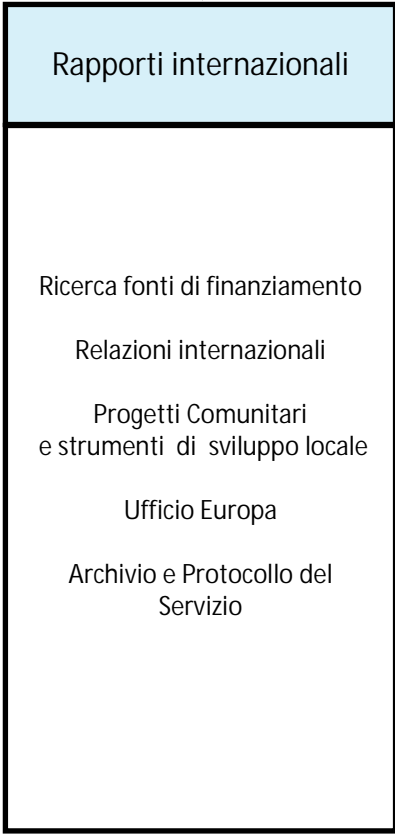 Rapporti internazionali
Ricerca fonti di finanziamento
Relazioni internazionali
Progetti Comunitari
e strumenti di sviluppo locale
Ufficio Europa
Archivio e Protocollo del
Servizio